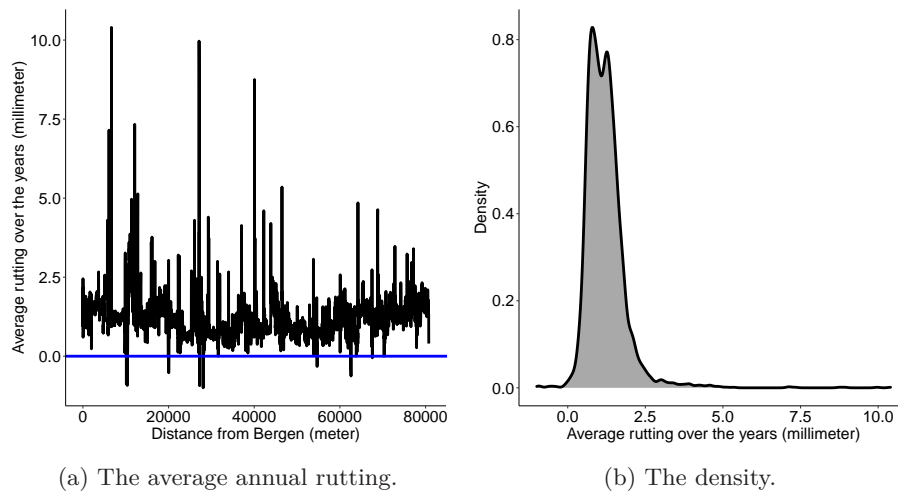 Average rutting over the years (millimeter)
10.0
7.5
5.0
2.5
0.0
0 20000 40000 60000 80000
Distance from Bergen (meter)
(a) The average annual rutting.
Density
0.8
0.6
0.4
0.2
0.0
0.0 2.5 5.0 7.5 10.0
Average rutting over the years (millimeter)
(b) The density.